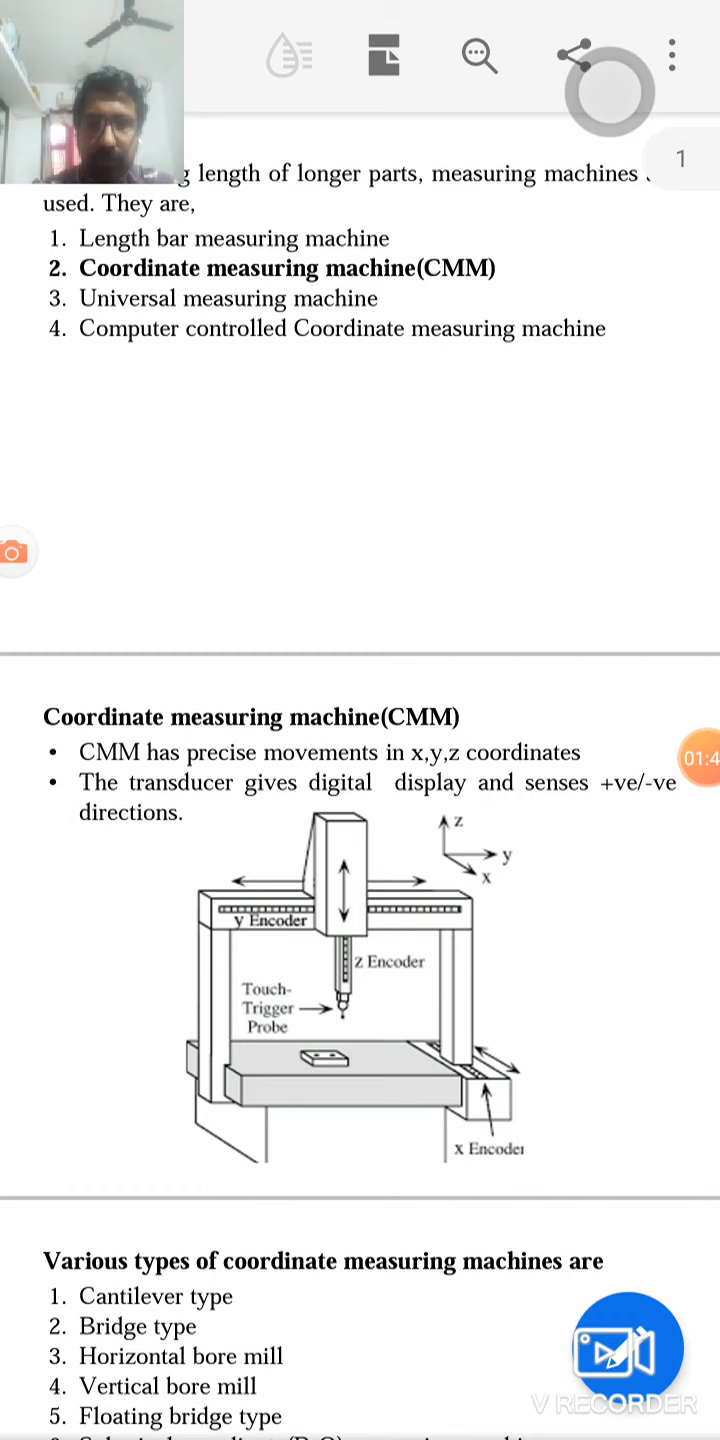 1
g length of longer parts, measuring machines
used. They are,
1. Length bar measuring machine
2. Coordinate measuring machine(CMM)
3. Universal measuring machine
4. Computer controlled Coordinate measuring machine
Coordinate measuring machine(CMM)
• CMM has precise movements in x,y,z coordinates
01:4
• The transducer gives digital display and senses +ve/-ve
directions.
z
y
x
y Encoder
z Encoder
Touch-
Trigger
Probe
x Encoder
Various types of coordinate measuring machines are
1. Cantilever type
2. Bridge type
3. Horizontal bore mill
4. Vertical bore mill
V RECORDER
5. Floating bridge type